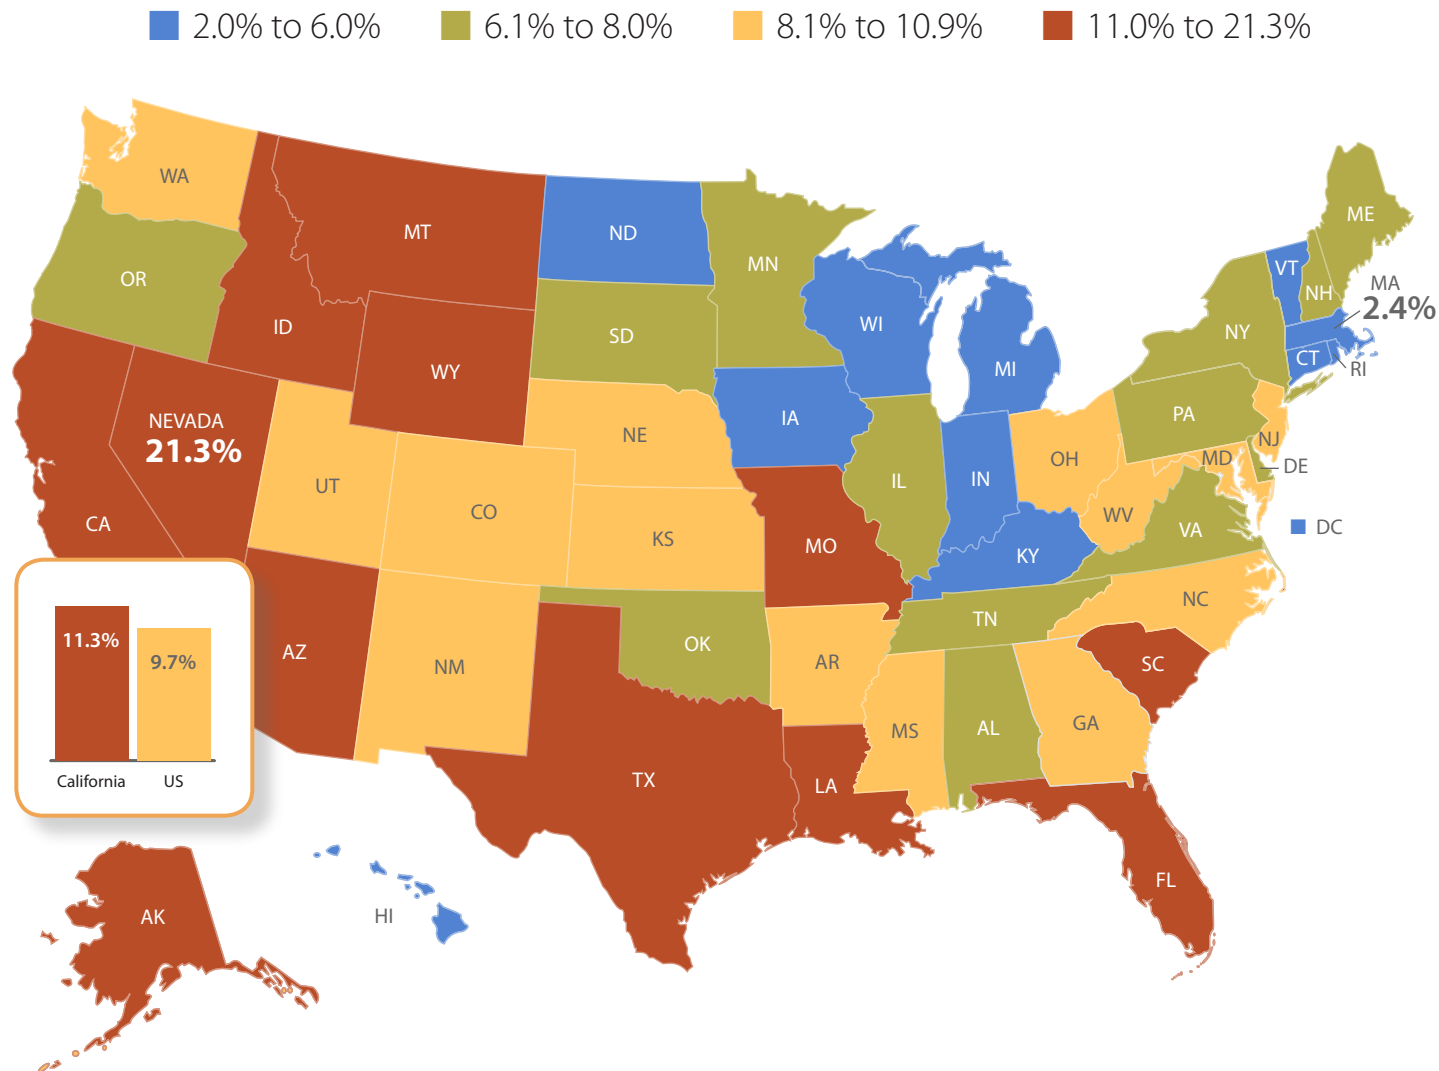 2.0% to 6.0%
6.1% to 8.0%
8.1% to 10.9%
11.0% to 21.3%
WA
MT
ND
MN
ME
OR
ID
SD
WI
VT
NH
MA
2.4%
NY
WY
MI
CT
RI
NEVADA
21.3%
NE
IA
PA
NJ
UT
CO
IL
IN
OH
MD
DE
CA
KS
MO
KY
WV
VA
DC
11.3%
9.7%
California
US
AZ
NM
OK
AR
TN
NC
SC
TX
LA
MS
AL
GA
FL
AK
HI